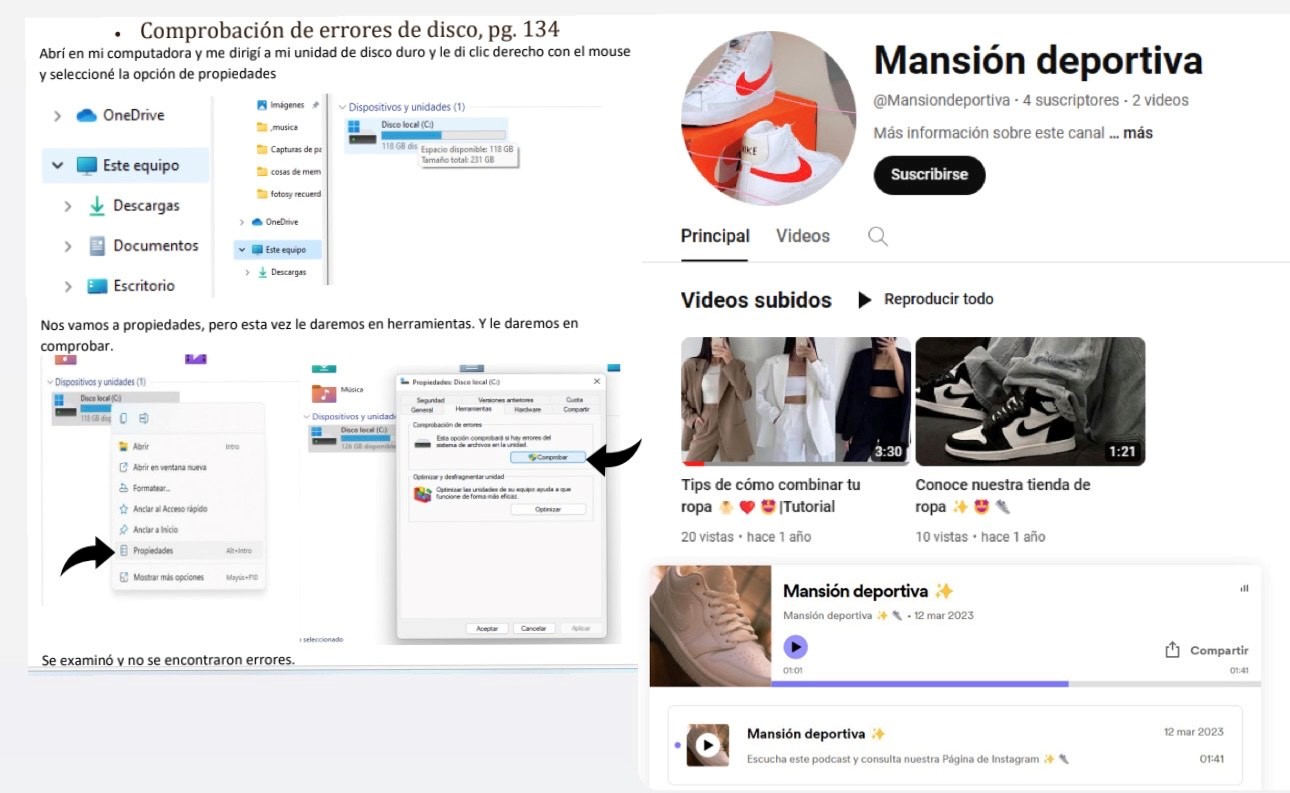 • Comprobación de errores de disco, pg. 134
Abrí en mi computadora y me dirigí a mi unidad de disco duro y le di clic derecho con el mouse
y seleccioné la opción de propiedades
OneDrive
Este equipo
Descargas
Documentos
Escritorio
Imágenes
,musica
Capturas de pa
cosas de mem
fotosy recuerd
OneDrive
Este equipo
Descargas
Dispositivos y unidades (1)
Disco local (C:)
118 GB dis
Espacio disponible: 118 GB
Tamaño total: 231 GB
Nos vamos a propiedades, pero esta vez le daremos en herramientas. Y le daremos en
comprobar.
Dispositivos y unidades (1)
Disco local (C:)
118 GB disp
Abrir Intro
Abrir en ventana nueva
Formatear...
Anclar al Acceso rápido
Anclar a Inicio
Propiedades Alt+Intro
Mostrar más opciones Mayús+F10
Música
Dispositivos y unidade
Disco local (C:)
disponible
seleccionado
Propiedades: Disco local (C:)
Seguridad Versiones anteriores Cuota
General Herramientas Hardware Compartir
Comprobación de errores
Esta opción comprobará si hay errores del
sistema de archivos en la unidad.
Comprobar
Optimizar y desfragmentar unidad
Optimizar las unidades de su equipo ayuda a que
funcione de forma más eficaz.
Optimizar
Aceptar Cancelar Aplicar
Se examinó y no se encontraron errores.
Mansión deportiva
@Mansiondeportiva • 4 suscriptores • 2 videos
Más información sobre este canal ... más
Suscribirse
Principal Videos
Videos subidos Reproducir todo
3:30
1:21
Tips de cómo combinar tu
ropa 👏🏻 ❤️ 🤩 |Tutorial
20 vistas • hace 1 año
Conoce nuestra tienda de
ropa ✨ 🤩 👟
10 vistas • hace 1 año
Mansión deportiva ✨
Mansión deportiva ✨ 👟 • 12 mar 2023
Compartir
01:01 01:41
Mansión deportiva ✨ 12 mar 2023
Escucha este podcast y consulta nuestra Página de Instagram ✨ 👟 01:41